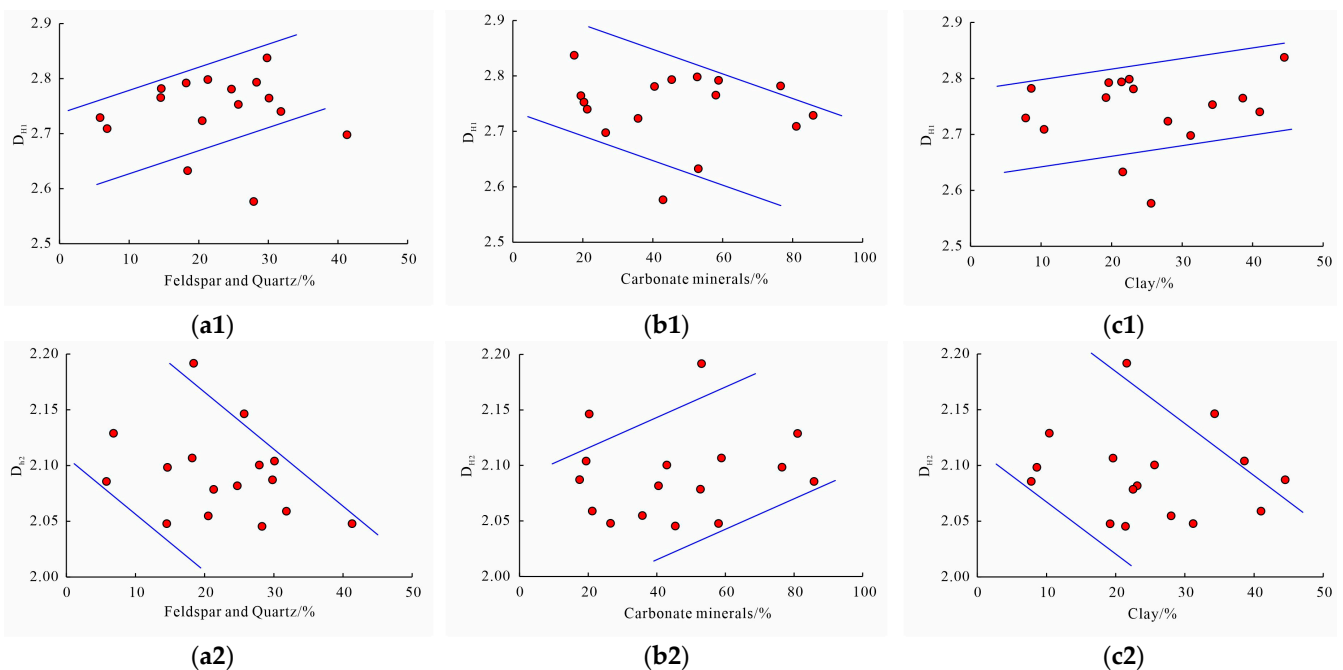 2.9
2.8
2.7
2.6
2.5
D_H1
0 10 20 30 40 50
Feldspar and Quartz/%
(a1)
2.9
2.8
2.7
2.6
2.5
D_H1
0 20 40 60 80 100
Carbonate minerals/%
(b1)
2.9
2.8
2.7
2.6
2.5
D_H1
0 10 20 30 40 50
Clay/%
(c1)
2.20
2.15
2.10
2.05
2.00
D_h2
0 10 20 30 40 50
Feldspar and Quartz/%
(a2)
2.20
2.15
2.10
2.05
2.00
D_H2
0 20 40 60 80 100
Carbonate minerals/%
(b2)
2.20
2.15
2.10
2.05
2.00
D_H2
0 10 20 30 40 50
Clay/%
(c2)